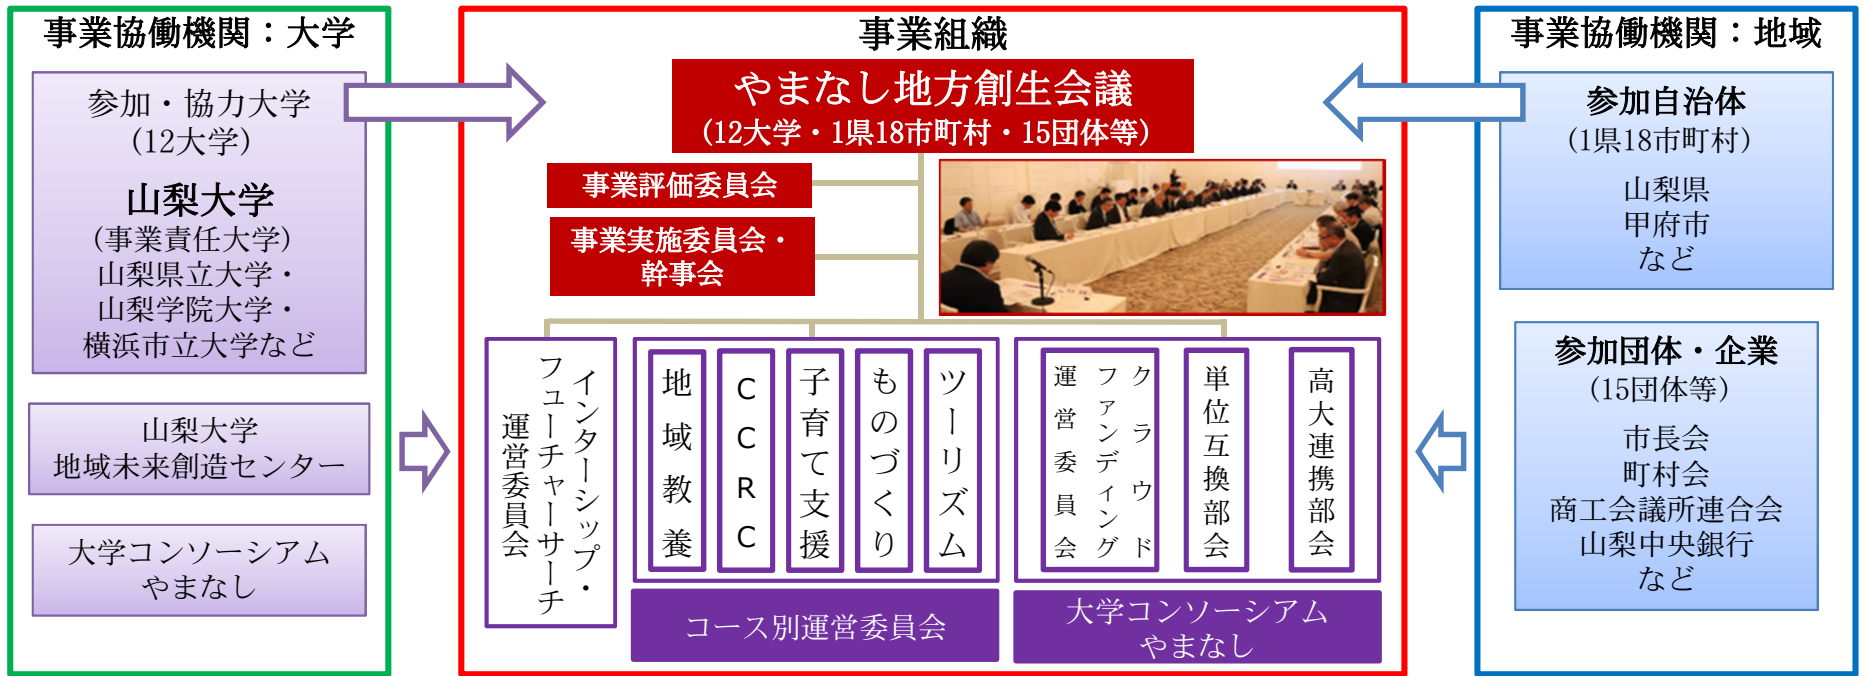 事業協働機関：大学
参加・協力大学
(12大学)
山梨大学
(事業責任大学)
山梨県立大学・
山梨学院大学・
横浜市立大学など
山梨大学
地域未来創造センター
大学コンソーシアム
やまなし
事業組織
やまなし地方創生会議
(12大学・1県18市町村・15団体等)
事業評価委員会
事業実施委員会・
幹事会
インターンシップ・
フューチャーサーチ
運営委員会
地域教養
CCRC
子育て支援
ものづくり
ツーリズム
コース別運営委員会
クラウド
ファンディング
運営委員会
単位互換部会
高大連携部会
大学コンソーシアム
やまなし
事業協働機関：地域
参加自治体
(1県18市町村)
山梨県
甲府市
など
参加団体・企業
(15団体等)
市長会
町村会
商工会議所連合会
山梨中央銀行
など